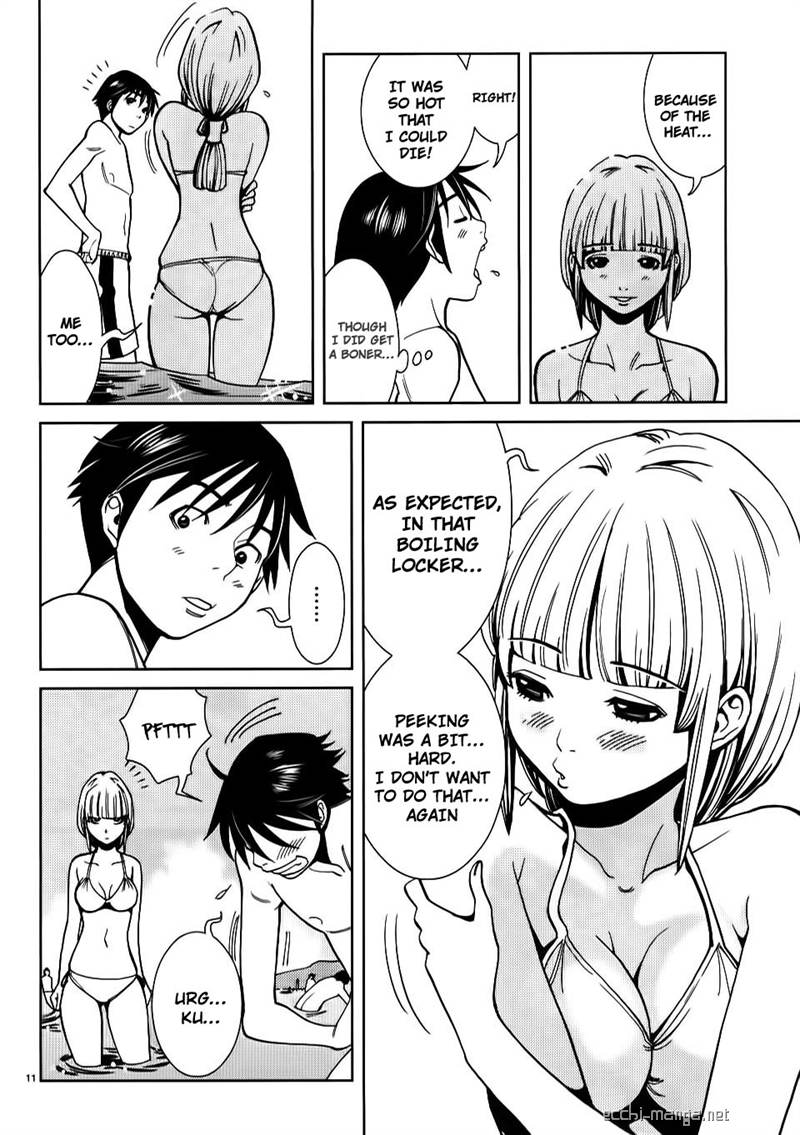 BECAUSE
OF THE
HEAT...
RIGHT!
IT WAS
SO HOT
THAT
I COULD
DIE!
THOUGH
I DID GET
A BONER...
ME
TOO...
AS EXPECTED,
IN THAT
BOILING
LOCKER...
PEEKING
WAS A BIT...
HARD.
I DON'T WANT
TO DO THAT...
AGAIN
......
PFTTT
URG...
KU...
11
ecchi-manga.net